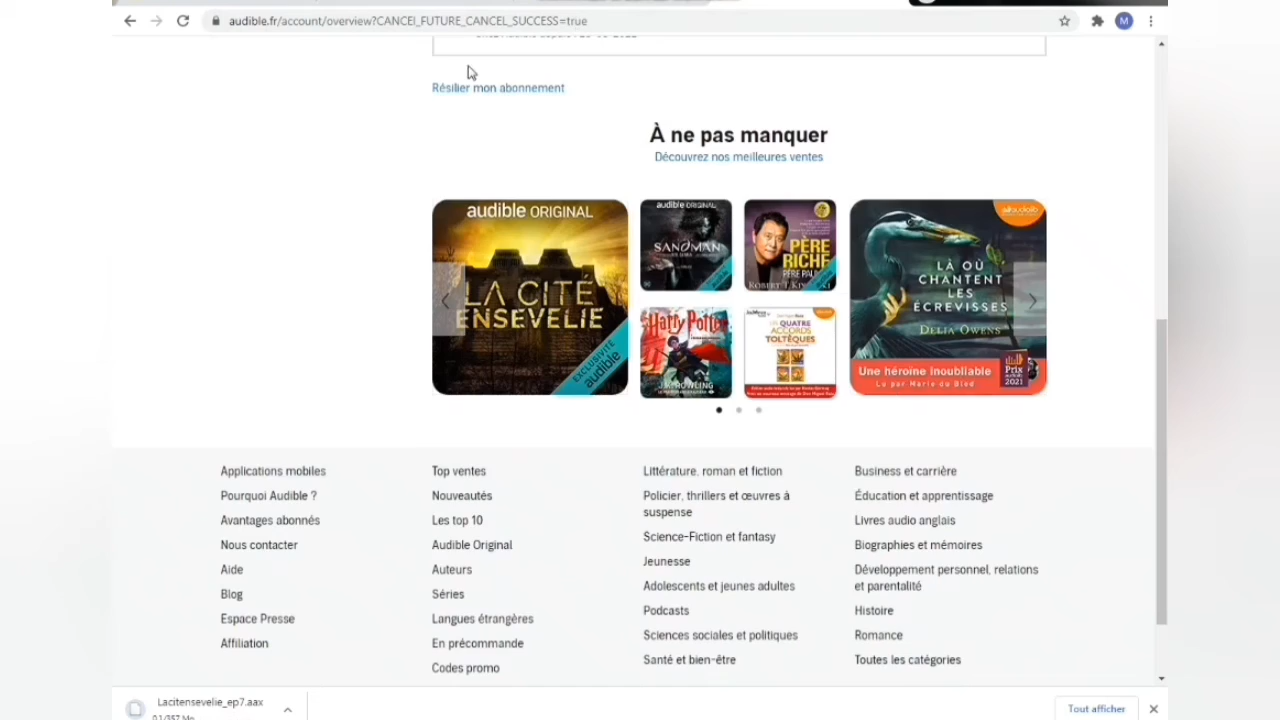 audible.fr/account/overview?CANCEl_FUTURE_CANCEL_SUCCESS=true
M
Résilier mon abonnement
À ne pas manquer
Découvrez nos meilleures ventes
audible ORIGINAL
LA CITÉ
ENSEVELIE
EXCLUSIVITÉ
audible
audible ORIGINAL
SANDMAN
PÈRE
RICHE
PÈRE
Harry Potter
J.K. ROWLING
QUATRE
ACCORDS
TOLTÈQUES
audiolib
LÀ OÙ
CHANTENT
LES
ÉCREVISSES
DELIA OWENS
Une héroïne inoubliable
Lu par Marie du Bled
Prix
2021
Applications mobiles
Pourquoi Audible ?
Avantages abonnés
Nous contacter
Aide
Blog
Espace Presse
Affiliation
Top ventes
Nouveautés
Les top 10
Audible Original
Auteurs
Séries
Langues étrangères
En précommande
Codes promo
Littérature, roman et fiction
Policier, thrillers et œuvres à
suspense
Science-Fiction et fantasy
Jeunesse
Adolescents et jeunes adultes
Podcasts
Sciences sociales et politiques
Santé et bien-être
Business et carrière
Éducation et apprentissage
Livres audio anglais
Biographies et mémoires
Développement personnel, relations
et parentalité
Histoire
Romance
Toutes les catégories
Lacitensevelie_ep7.aax
0,1/357 Mo
Tout afficher